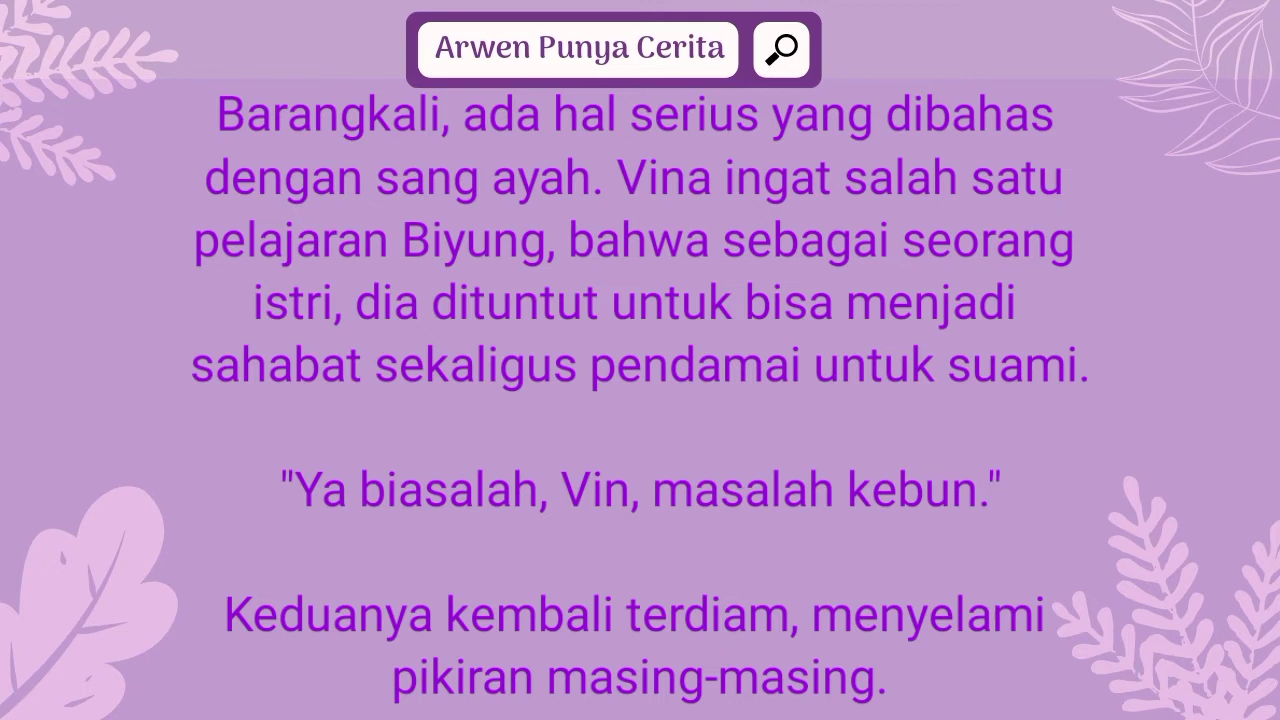 Arwen Punya Cerita
Barangkali, ada hal serius yang dibahas
dengan sang ayah. Vina ingat salah satu
pelajaran Biyung, bahwa sebagai seorang
istri, dia dituntut untuk bisa menjadi
sahabat sekaligus pendamai untuk suami.
"Ya biasalah, Vin, masalah kebun."
Keduanya kembali terdiam, menyelami
pikiran masing-masing.